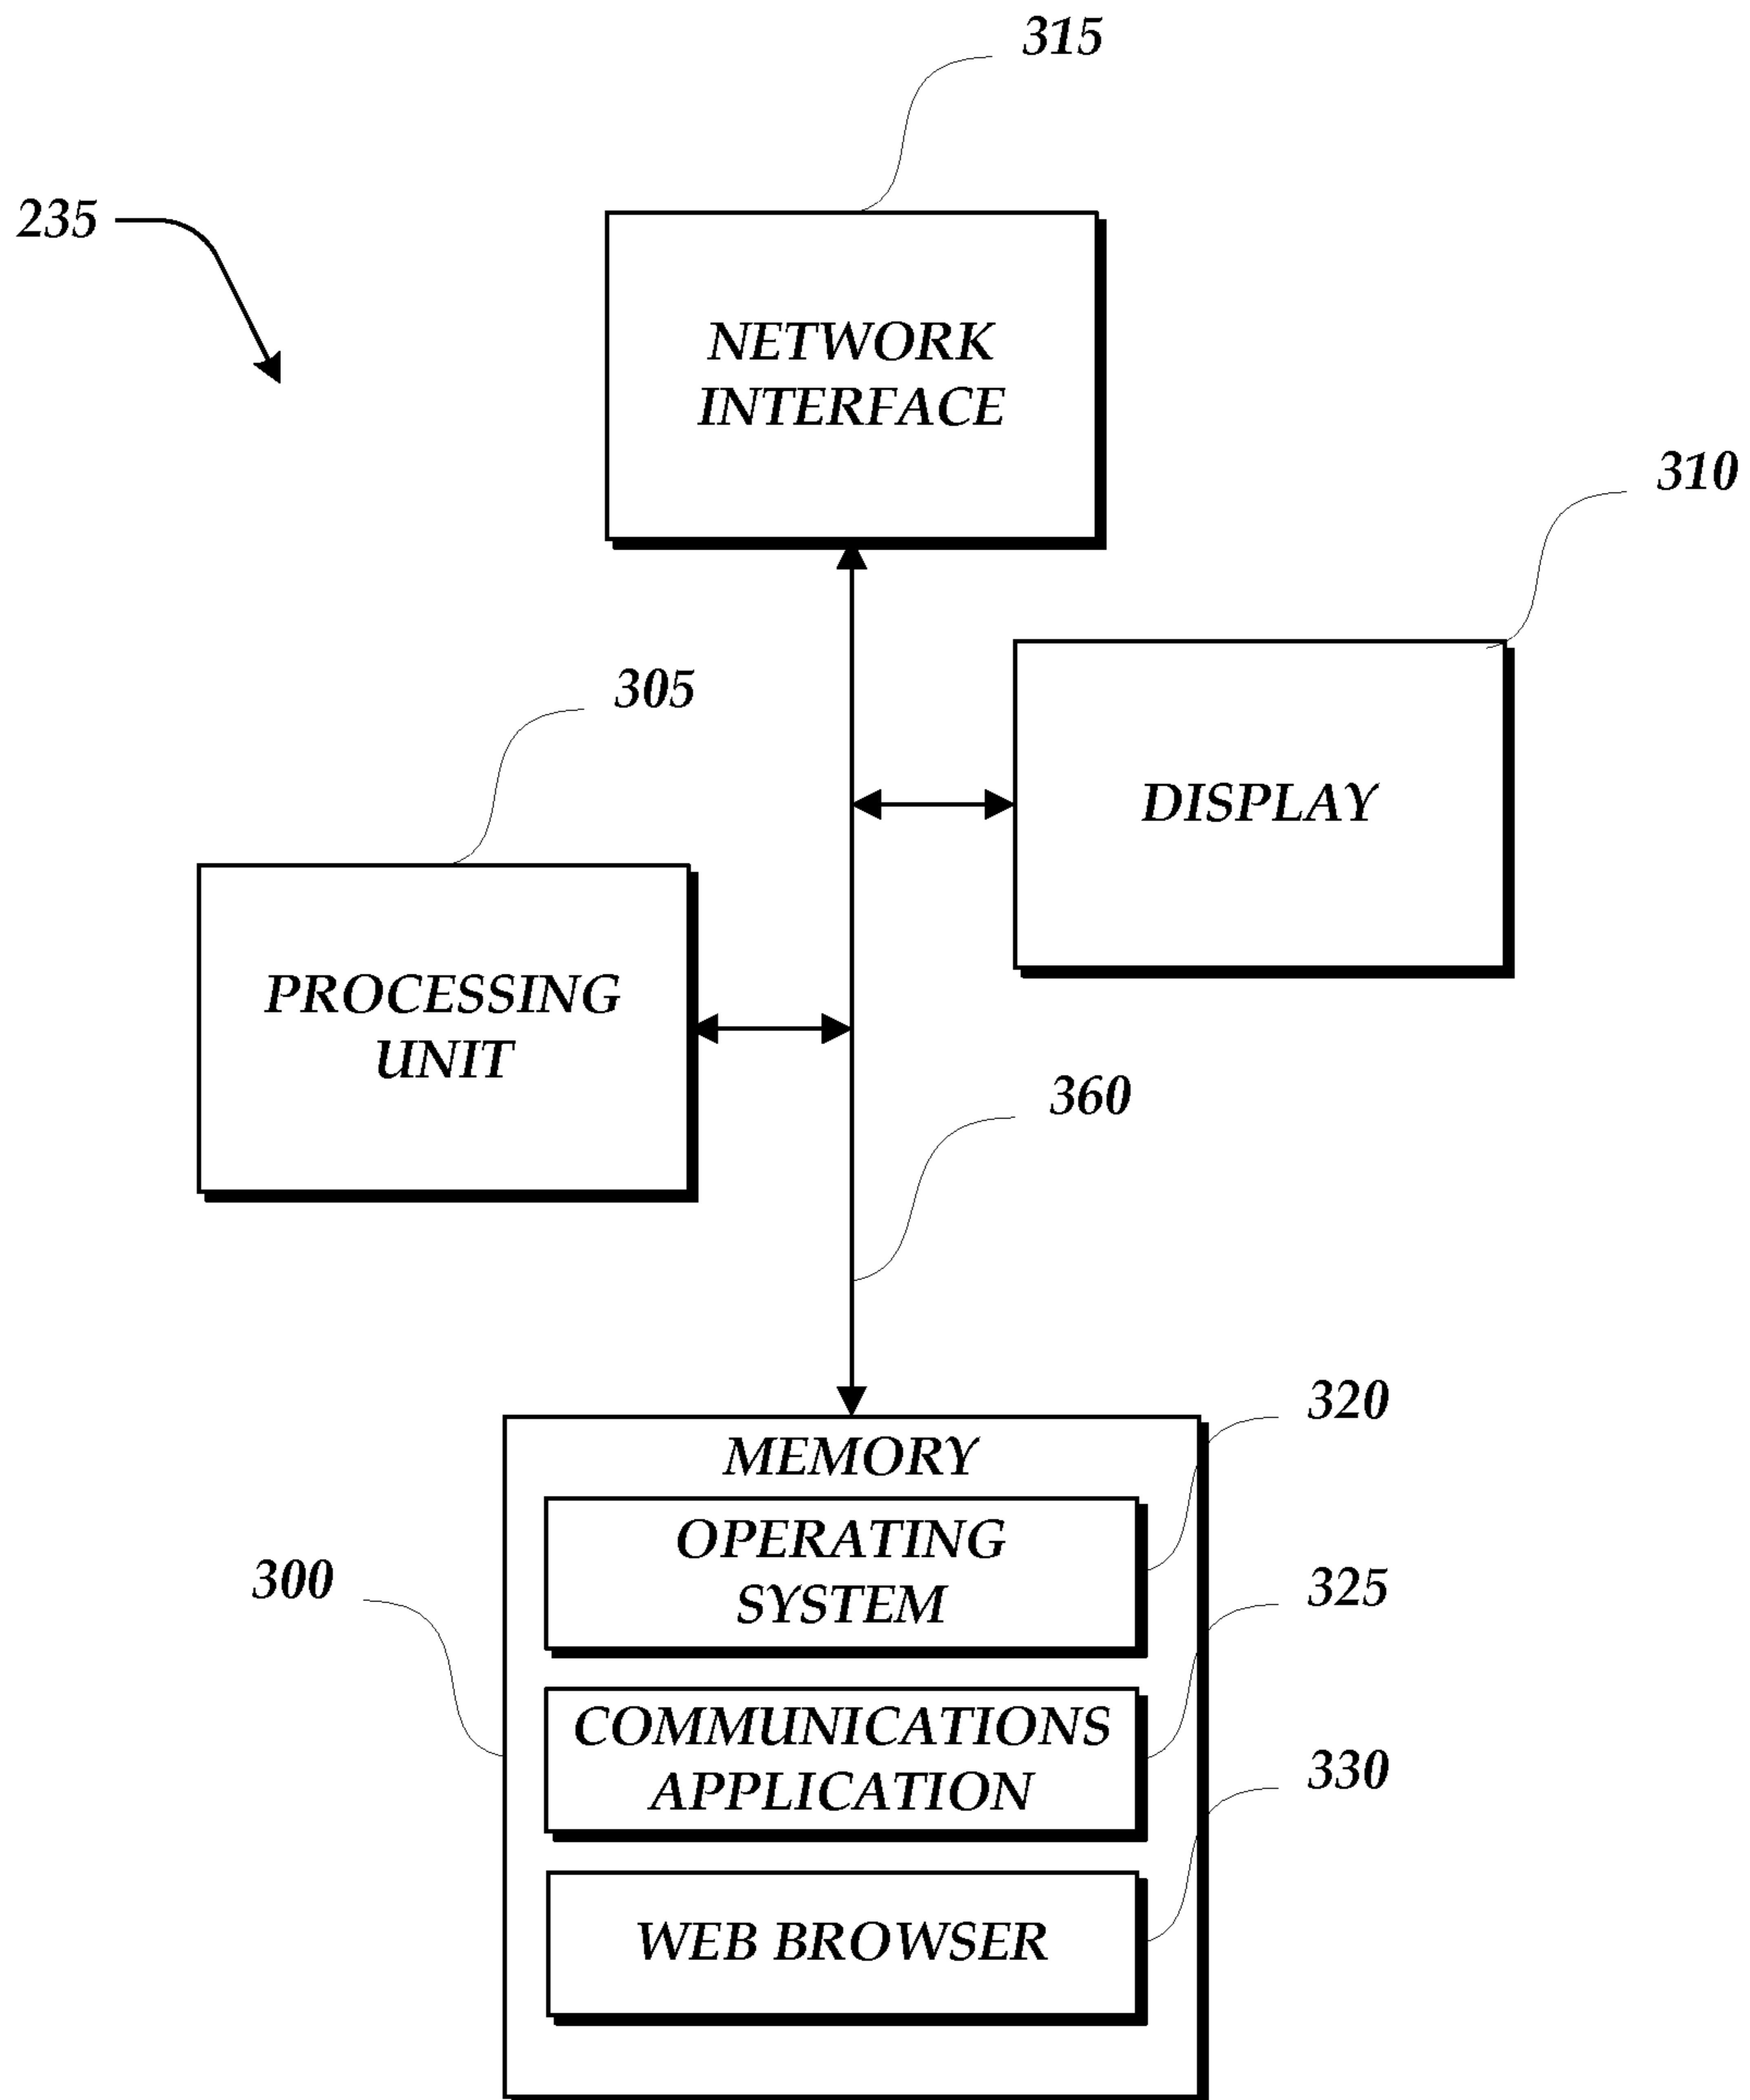 315
235
NETWORK
INTERFACE
310
305
DISPLAY
PROCESSING
UNIT
360
320
MEMORY
OPERATING
SYSTEM
300
325
COMMUNICATIONS
APPLICATION
330
WEB BROWSER